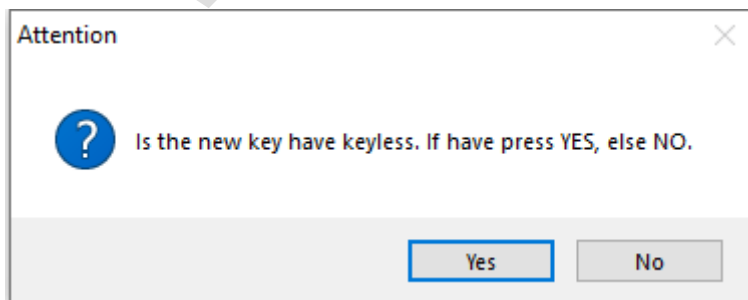 Attention
Is the new key have keyless. If have press YES, else NO.
Yes
No